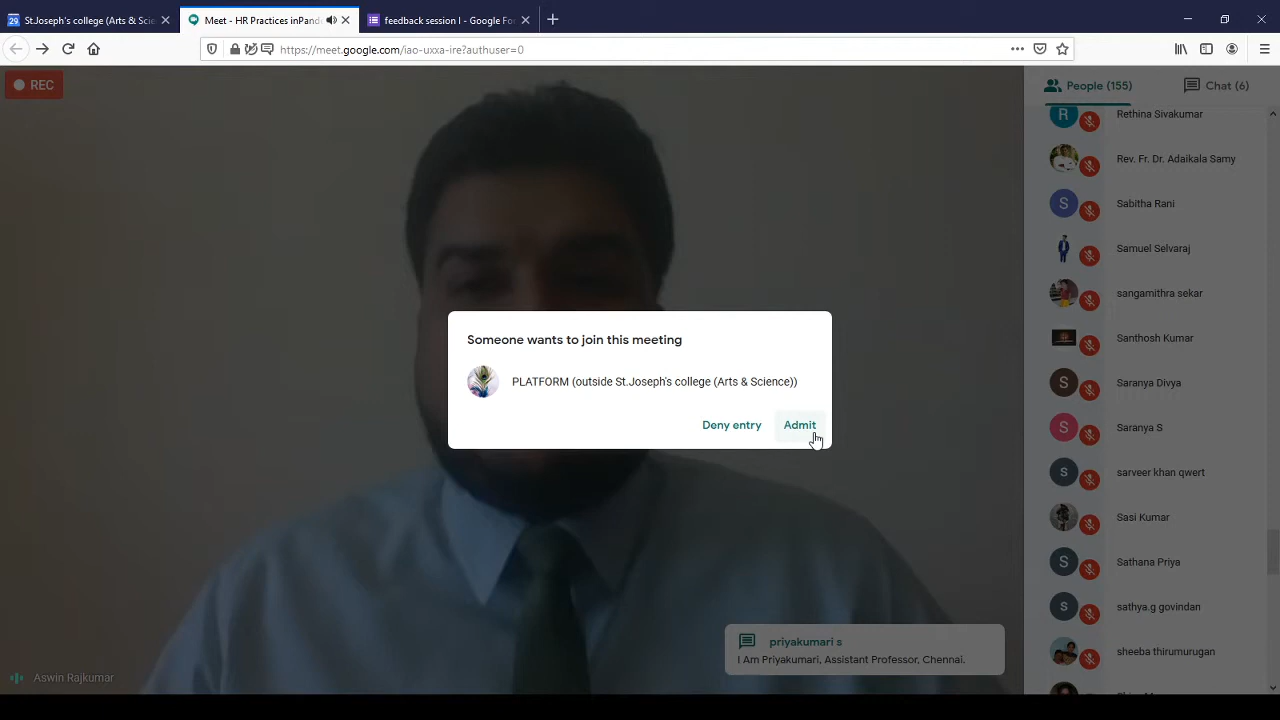 29 St.Joseph's college (Arts & Scie
Meet - HR Practices inPand
feedback session I - Google For
https://meet.google.com/iao-uxxa-ire?authuser=0
REC
People (155)
Chat (6)
R Rethina Sivakumar
Rev. Fr. Dr. Adaikala Samy
S Sabitha Rani
Samuel Selvaraj
sangamithra sekar
Santhosh Kumar
S Saranya Divya
S Saranya S
S sarveer khan qwert
Sasi Kumar
S Sathana Priya
S sathya.g govindan
sheeba thirumurugan
Someone wants to join this meeting
PLATFORM (outside St.Joseph's college (Arts & Science))
Deny entry
Admit
priyakumari s
I Am Priyakumari, Assistant Professor, Chennai.
Aswin Rajkumar